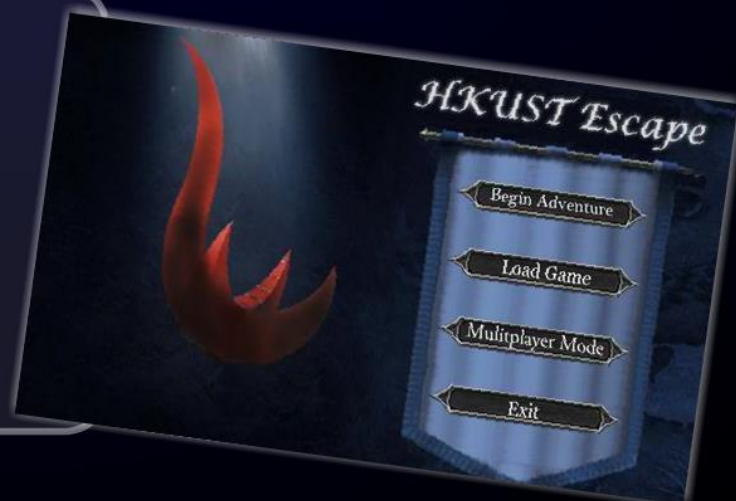 HKUST Escape
Begin Adventure
Load Game
Mulitplayer Mode
Exit